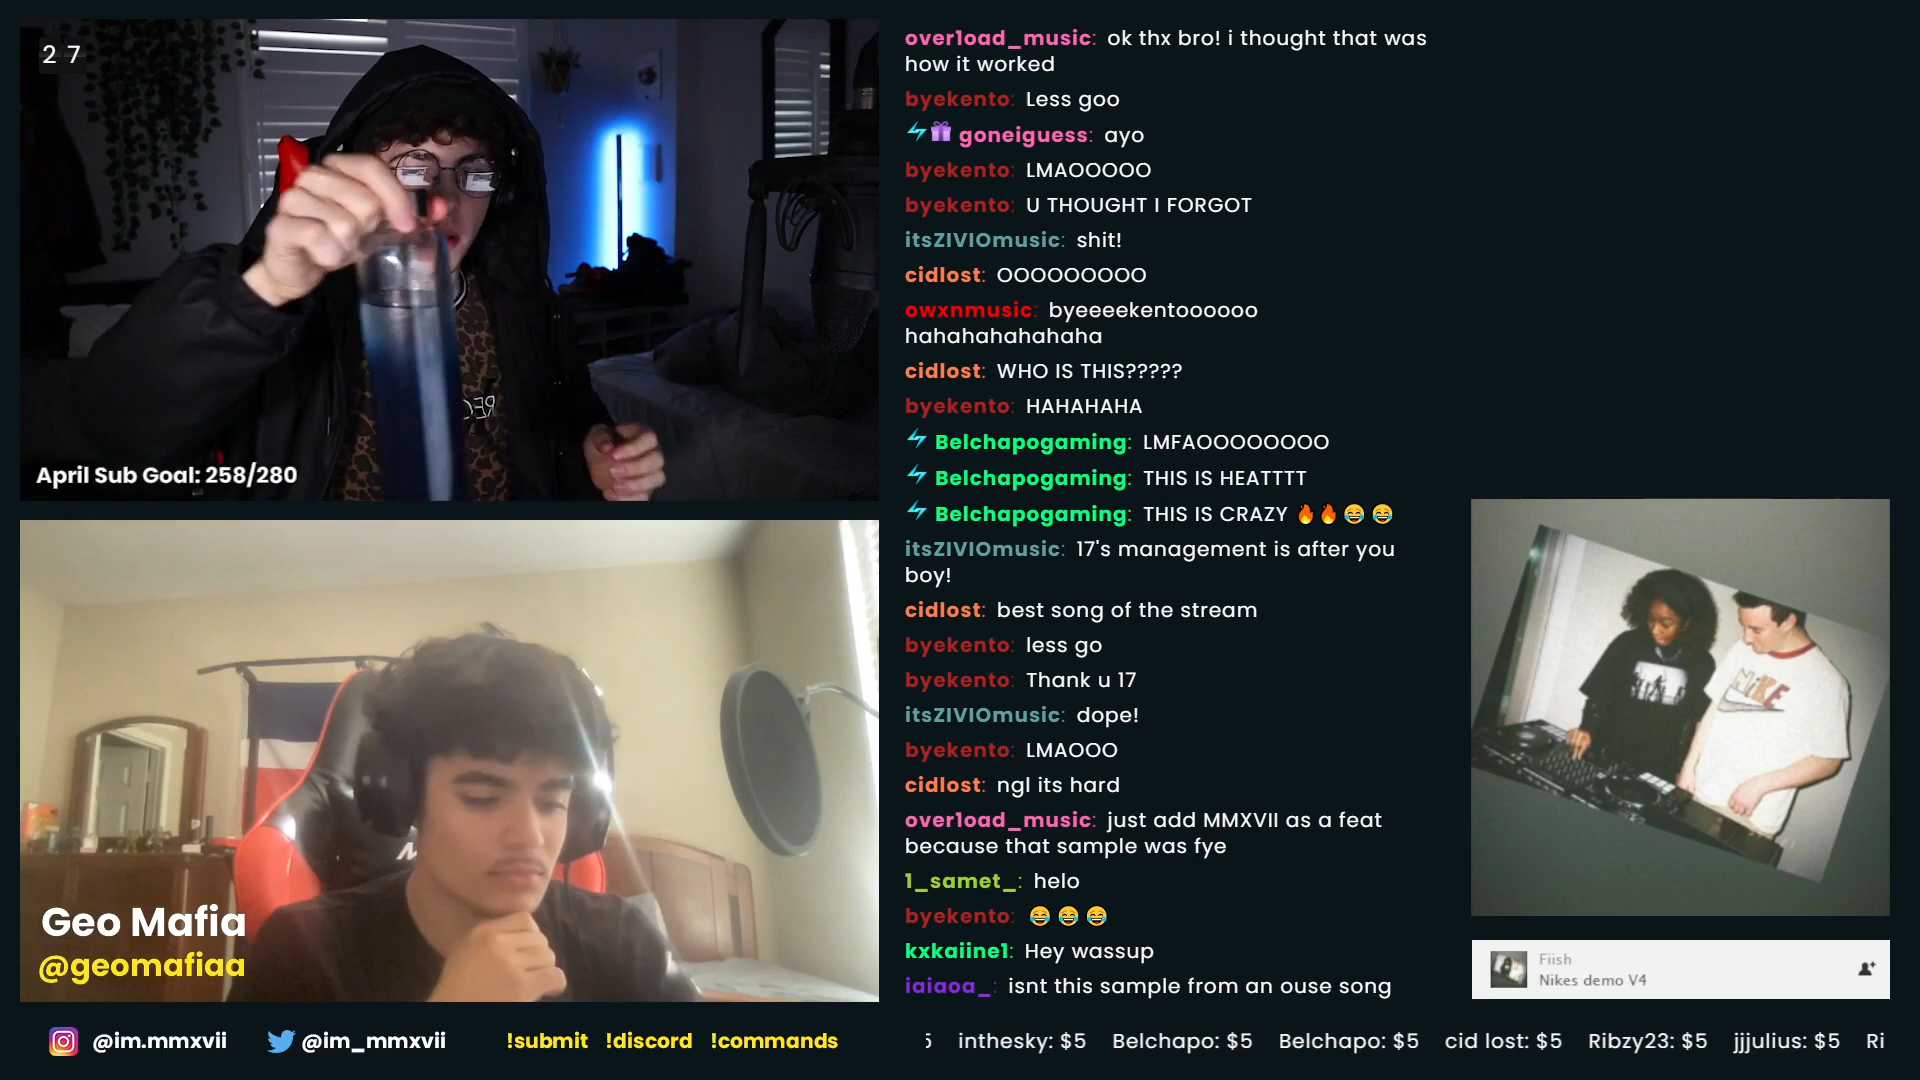 2 7
April Sub Goal: 258/280
Geo Mafia
@geomafiaa
@im.mmxvii
@im_mmxvii
!submit !discord !commands
over1oad_music: ok thx bro! i thought that was
how it worked
byekento: Less goo
goneiguess: ayo
byekento: LMAOOOOO
byekento: U THOUGHT I FORGOT
itsZIVIOmusic: shit!
cidlost: OOOOOOOOO
owxnmusic: byeeeekentoooooo
hahahahahahaha
cidlost: WHO IS THIS?????
byekento: HAHAHAHA
Belchapogaming: LMFAOOOOOOOO
Belchapogaming: THIS IS HEATTTT
Belchapogaming: THIS IS CRAZY 🔥🔥😂😂
itsZIVIOmusic: 17's management is after you
boy!
cidlost: best song of the stream
byekento: less go
byekento: Thank u 17
itsZIVIOmusic: dope!
byekento: LMAOOO
cidlost: ngl its hard
over1oad_music: just add MMXVII as a feat
because that sample was fye
1_samet_: helo
byekento: 😂😂😂
kxkaiine1: Hey wassup
iaiaoa_: isnt this sample from an ouse song
NIKE
Fiish
Nikes demo V4
5 inthesky: $5 Belchapo: $5 Belchapo: $5 cid lost: $5 Ribzy23: $5 jjjulius: $5 Ri